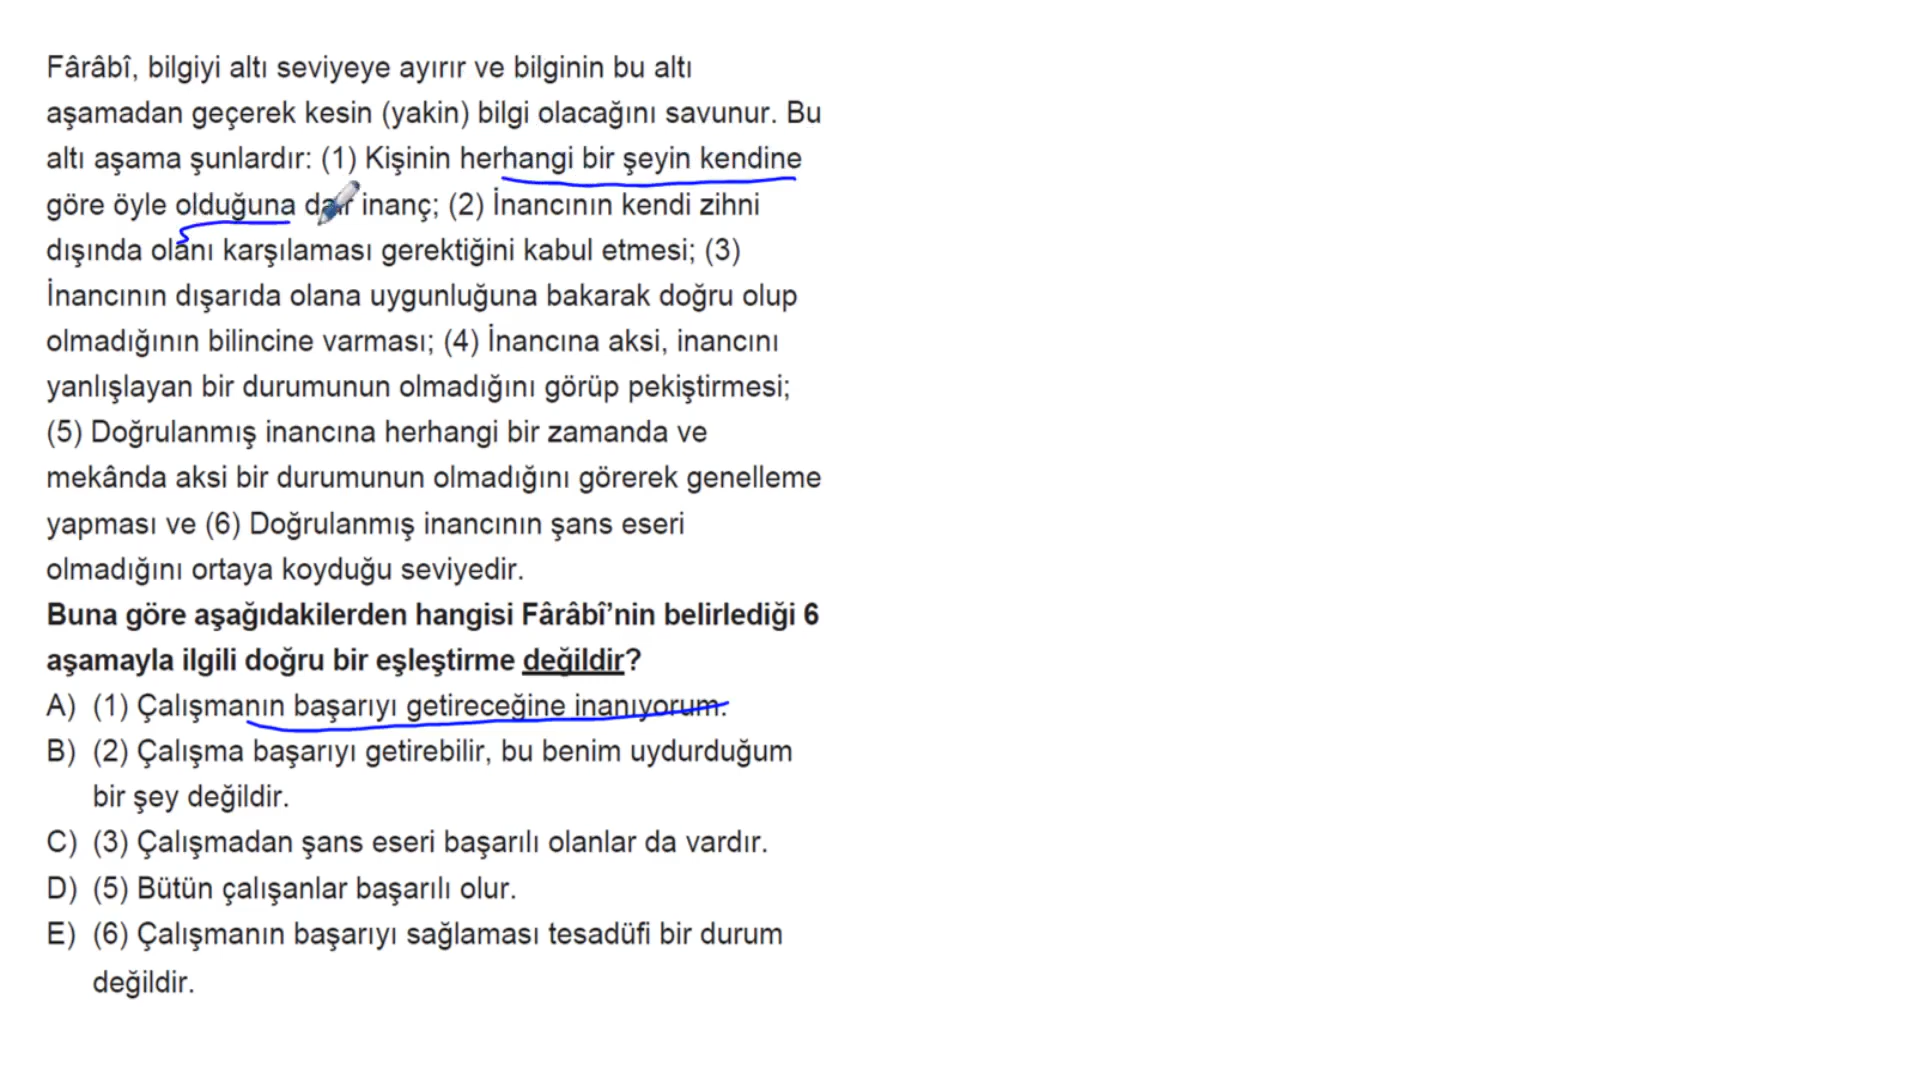 Fârâbî, bilgiyi altı seviyeye ayırır ve bilginin bu altı
aşamadan geçerek kesin (yakin) bilgi olacağını savunur. Bu
altı aşama şunlardır: (1) Kişinin herhangi bir şeyin kendine
göre öyle olduğuna dair inanç; (2) İnancının kendi zihni
dışında olanı karşılaması gerektiğini kabul etmesi; (3)
İnancının dışarıda olana uygunluğuna bakarak doğru olup
olmadığının bilincine varması; (4) İnancına aksi, inancını
yanlışlayan bir durumunun olmadığını görüp pekiştirmesi;
(5) Doğrulanmış inancına herhangi bir zamanda ve
mekânda aksi bir durumunun olmadığını görerek genelleme
yapması ve (6) Doğrulanmış inancının şans eseri
olmadığını ortaya koyduğu seviyedir.
Buna göre aşağıdakilerden hangisi Fârâbî’nin belirlediği 6
aşamayla ilgili doğru bir eşleştirme değildir?
A) (1) Çalışmanın başarıyı getireceğine inanıyorum.
B) (2) Çalışma başarıyı getirebilir, bu benim uydurduğum
bir şey değildir.
C) (3) Çalışmadan şans eseri başarılı olanlar da vardır.
D) (5) Bütün çalışanlar başarılı olur.
E) (6) Çalışmanın başarıyı sağlaması tesadüfi bir durum
değildir.